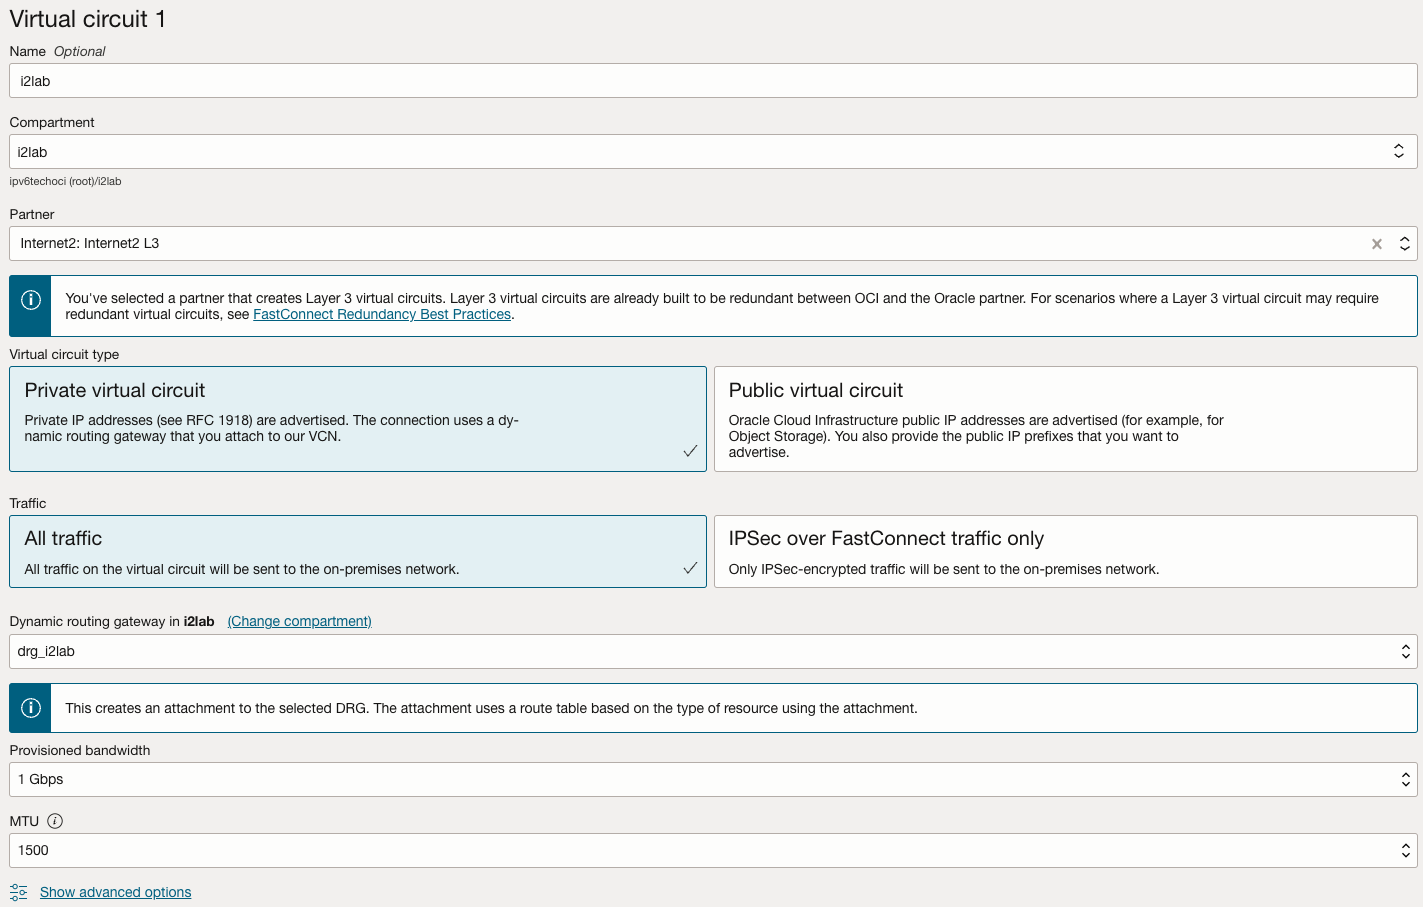 Virtual circuit 1
Name Optional
i2lab
Compartment
i2lab
ipv6techoci (root)/i2lab
Partner
Internet2: Internet2 L3
You've selected a partner that creates Layer 3 virtual circuits. Layer 3 virtual circuits are already built to be redundant between OCI and the Oracle partner. For scenarios where a Layer 3 virtual circuit may require
redundant virtual circuits, see FastConnect Redundancy Best Practices.
Virtual circuit type
Private virtual circuit
Private IP addresses (see RFC 1918) are advertised. The connection uses a dy-
namic routing gateway that you attach to our VCN.
Public virtual circuit
Oracle Cloud Infrastructure public IP addresses are advertised (for example, for
Object Storage). You also provide the public IP prefixes that you want to
advertise.
Traffic
All traffic
All traffic on the virtual circuit will be sent to the on-premises network.
IPSec over FastConnect traffic only
Only IPSec-encrypted traffic will be sent to the on-premises network.
Dynamic routing gateway in i2lab (Change compartment)
drg_i2lab
This creates an attachment to the selected DRG. The attachment uses a route table based on the type of resource using the attachment.
Provisioned bandwidth
1 Gbps
MTU
1500
Show advanced options